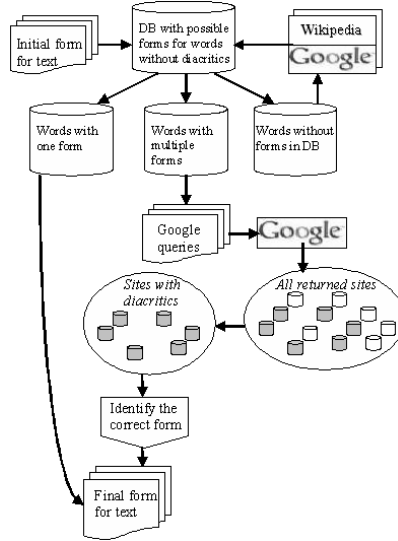 Initial form
for text
DB with possible
forms for words
without diacritics
Wikipedia
Google
Words with
one form
Words with
multiple
forms
Words without
forms in DB
Google
queries
Google
Sites with
diacritics
All returned sites
Identify the
correct form
Final form
for text